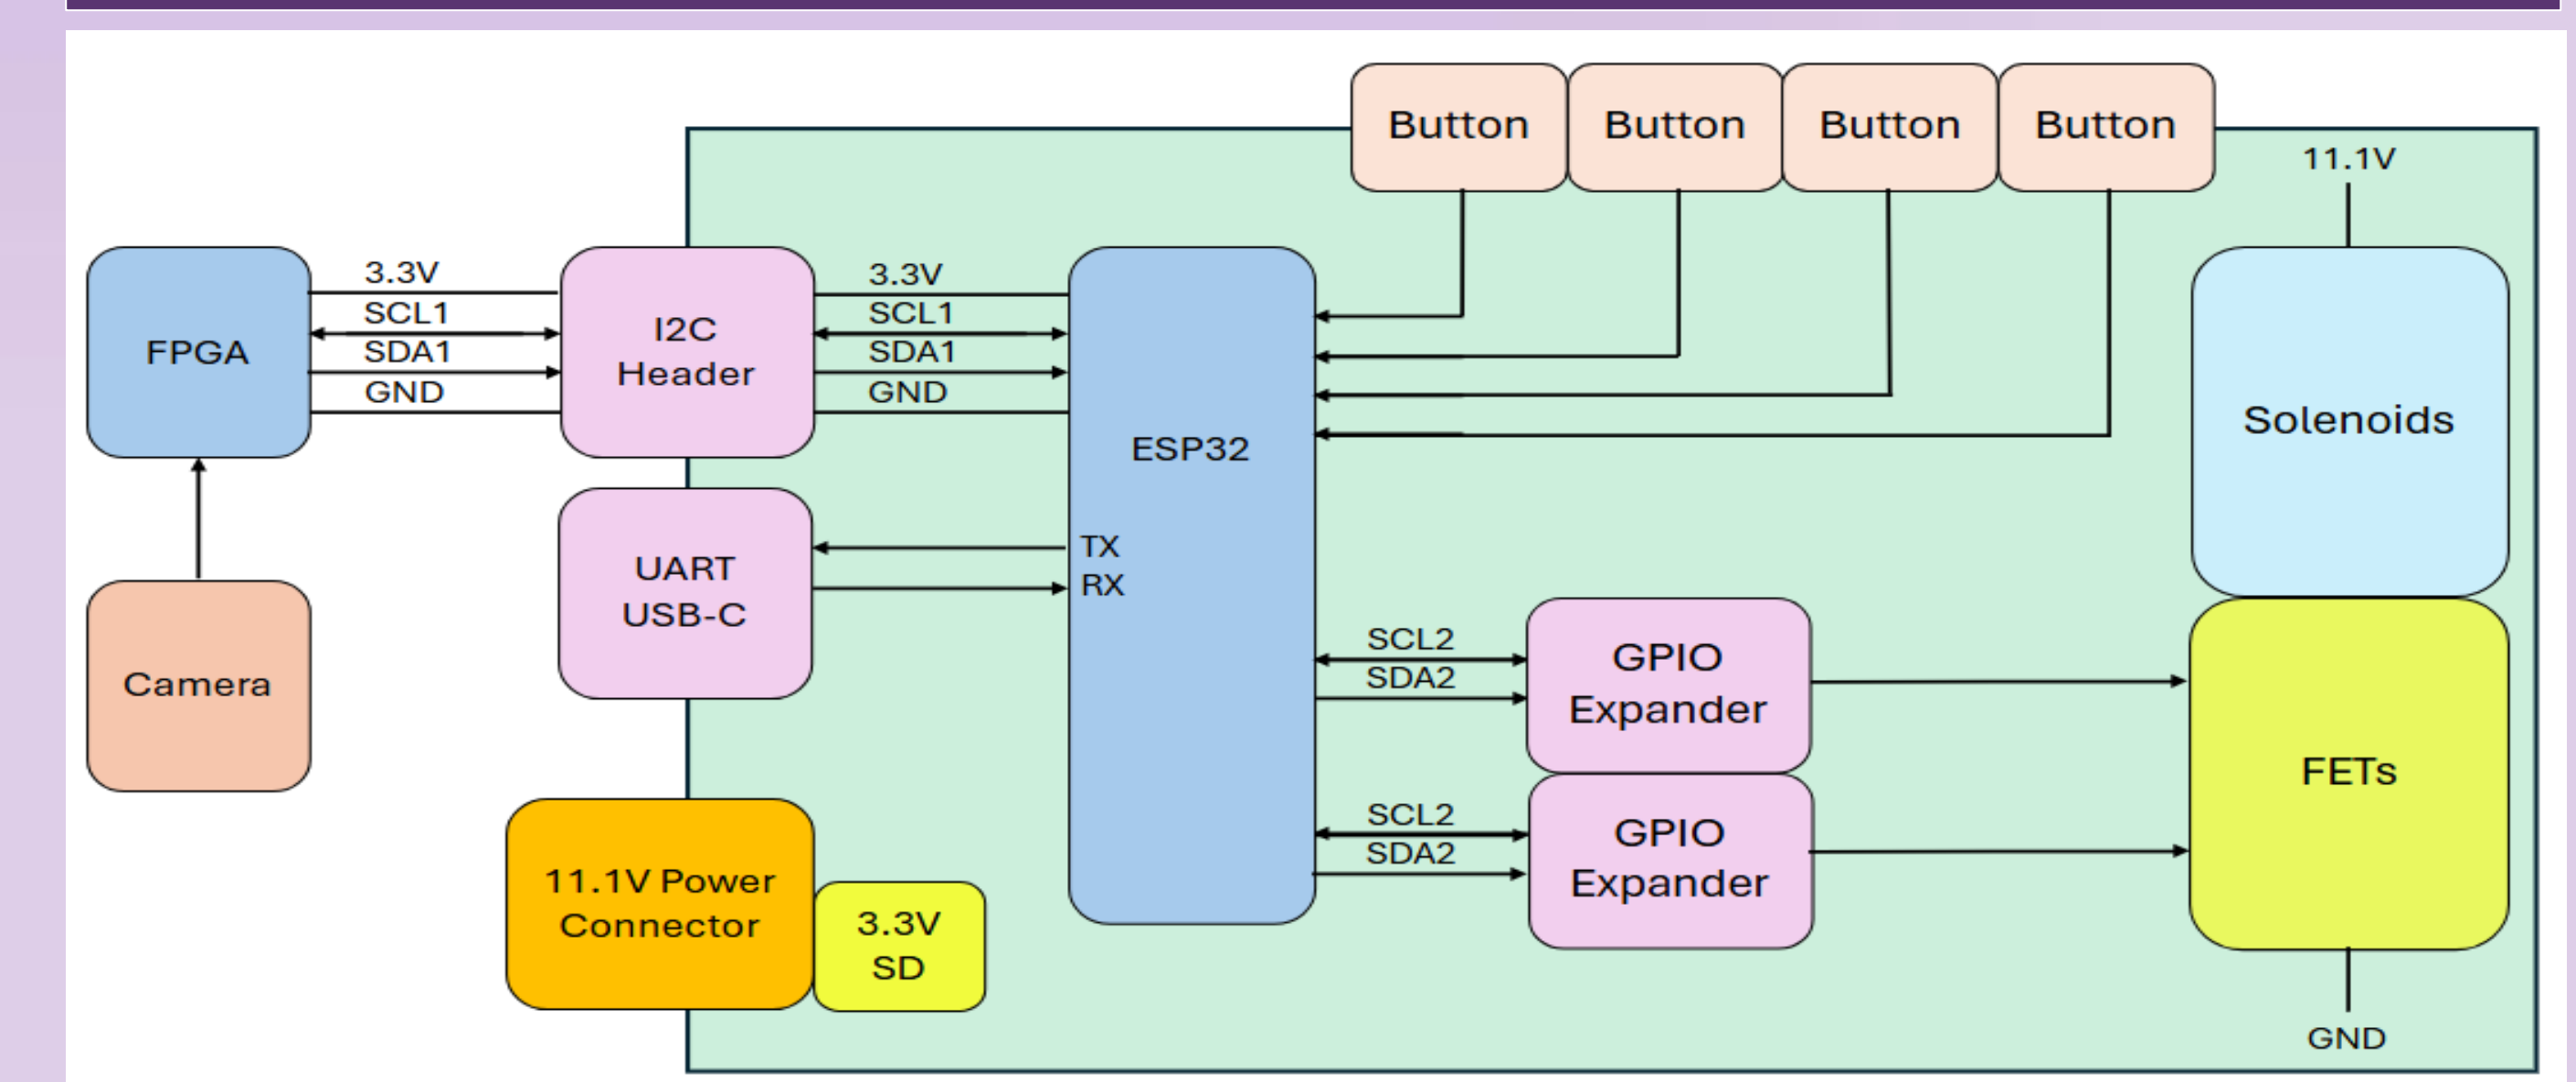 Button
Button
Button
Button
11.1V
FPGA
3.3V
SCL1
SDA1
GND
I2C
Header
3.3V
SCL1
SDA1
GND
ESP32
TX
RX
Solenoids
UART
USB-C
Camera
SCL2
SDA2
GPIO
Expander
SCL2
SDA2
GPIO
Expander
FETs
11.1V Power
Connector
3.3V
SD
GND